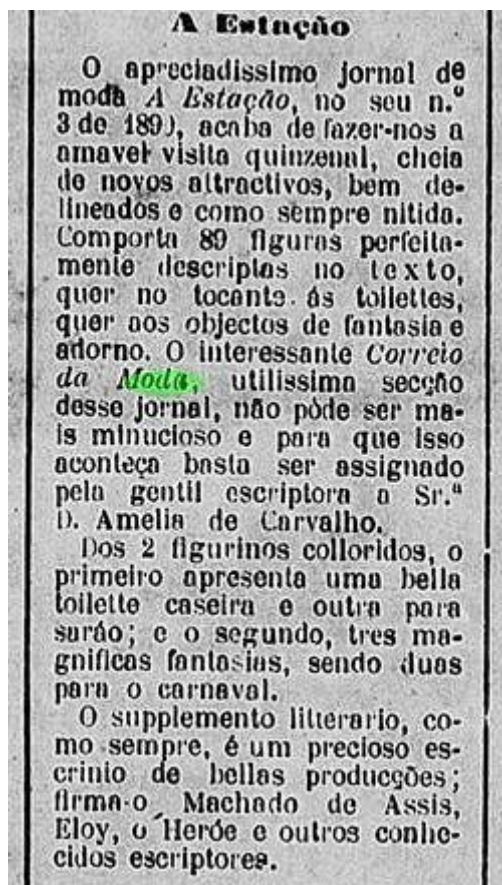 A Estação
O apreciadissimo jornal de
moda A Estação, no seu n.º
3 de 1890, acaba de fazer-nos a
amavel visita quinzenal, cheia
de novos attractivos, bem de-
lineados e como sempre nitida.
Comporta 89 figuras perfeita-
mente descriptas no texto,
quer no tocante ás toilettes,
quer aos objectos de fantasia e
adorno. O interessante Correio
da Moda, utilissima secção
desse jornal, não póde ser ma-
is minucioso e para que isso
aconteça basta ser assignado
pela gentil escriptora a Sr.ª
D. Amelia de Carvalho.
Dos 2 figurinos colloridos, o
primeiro apresenta uma bella
toilette caseira e outra para
saráo; e o segundo, tres ma-
gnificas fantasias, sendo duas
para o carnaval.
O supplemento litterario, co-
mo sempre, é um precioso es-
crinio de bellas producções;
firma-o Machado de Assis,
Eloy, o Heróe e outros conhe-
cidos escriptores.